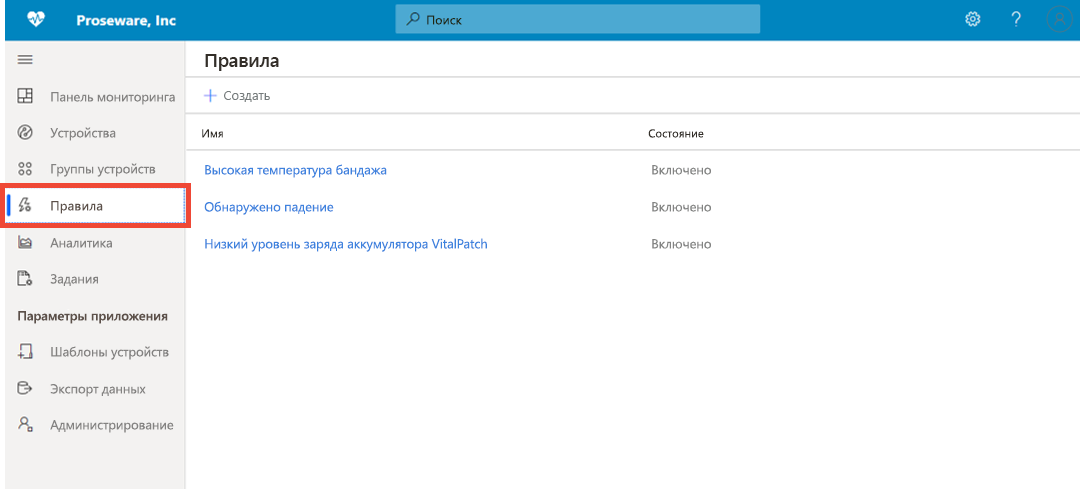 Proseware, Inc
Поиск
?
Правила
Создать
Панель мониторинга
Устройства
Группы устройств
Правила
Аналитика
Задания
Параметры приложения
Шаблоны устройств
Экспорт данных
Администрирование
Имя Состояние
Высокая температура бандажа Включено
Обнаружено падение Включено
Низкий уровень заряда аккумулятора VitalPatch Включено